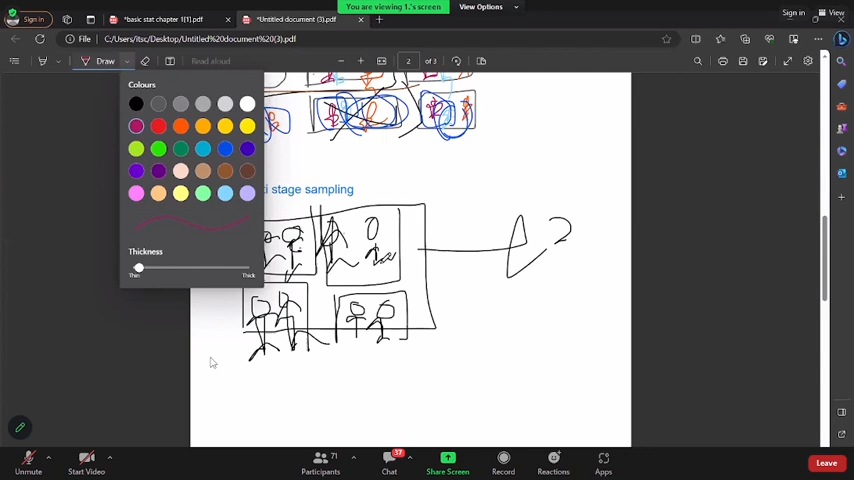 You are viewing 1.'s screen
View Options
Sign in
*basic stat chapter 1[1].pdf
*Untitled document (3).pdf
Sign in
View
File
C:/Users/itsc/Desktop/Untitled%20document%20(3).pdf
Draw
Read aloud
2
of 3
Colours
Thickness
Thin
Thick
ti stage sampling
2
Unmute
Start Video
Participants
71
Chat
37
Share Screen
Record
Reactions
Apps
Leave